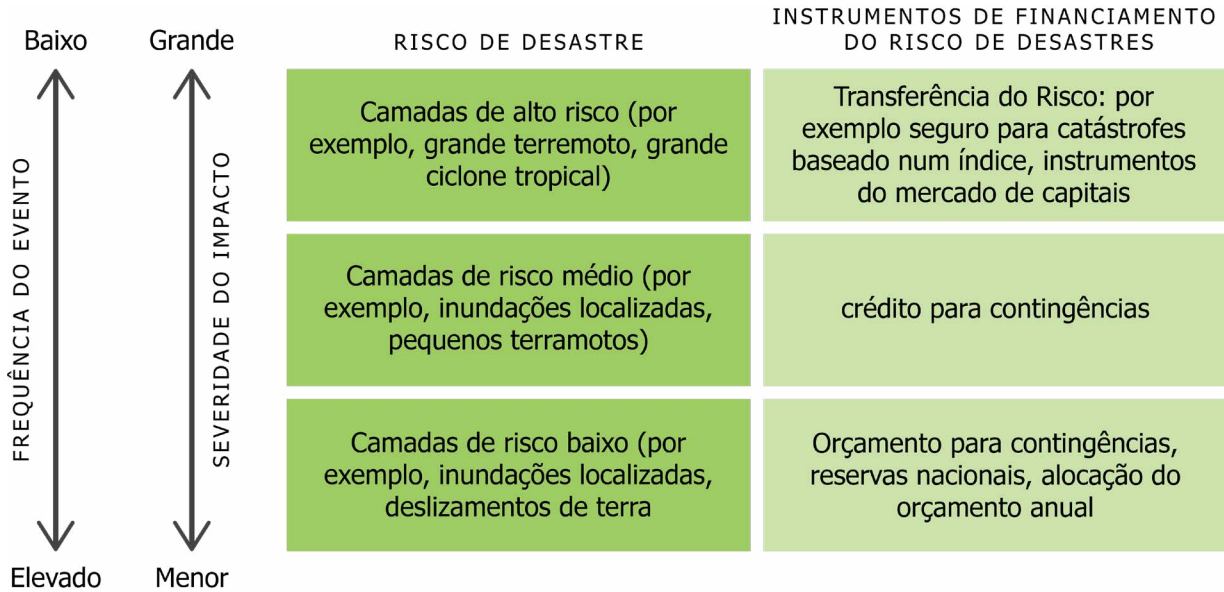 Baixo
Grande
RISCO DE DESASTRE
INSTRUMENTOS DE FINANCIAMENTO
DO RISCO DE DESASTRES
FREQUÊNCIA DO EVENTO
SEVERIDADE DO IMPACTO
Camadas de alto risco (por
exemplo, grande terremoto, grande
ciclone tropical)
Transferência do Risco: por
exemplo seguro para catástrofes
baseado num índice, instrumentos
do mercado de capitais
Camadas de risco médio (por
exemplo, inundações localizadas,
pequenos terramotos)
crédito para contingências
Camadas de risco baixo (por
exemplo, inundações localizadas,
deslizamentos de terra
Orçamento para contingências,
reservas nacionais, alocação do
orçamento anual
Elevado
Menor